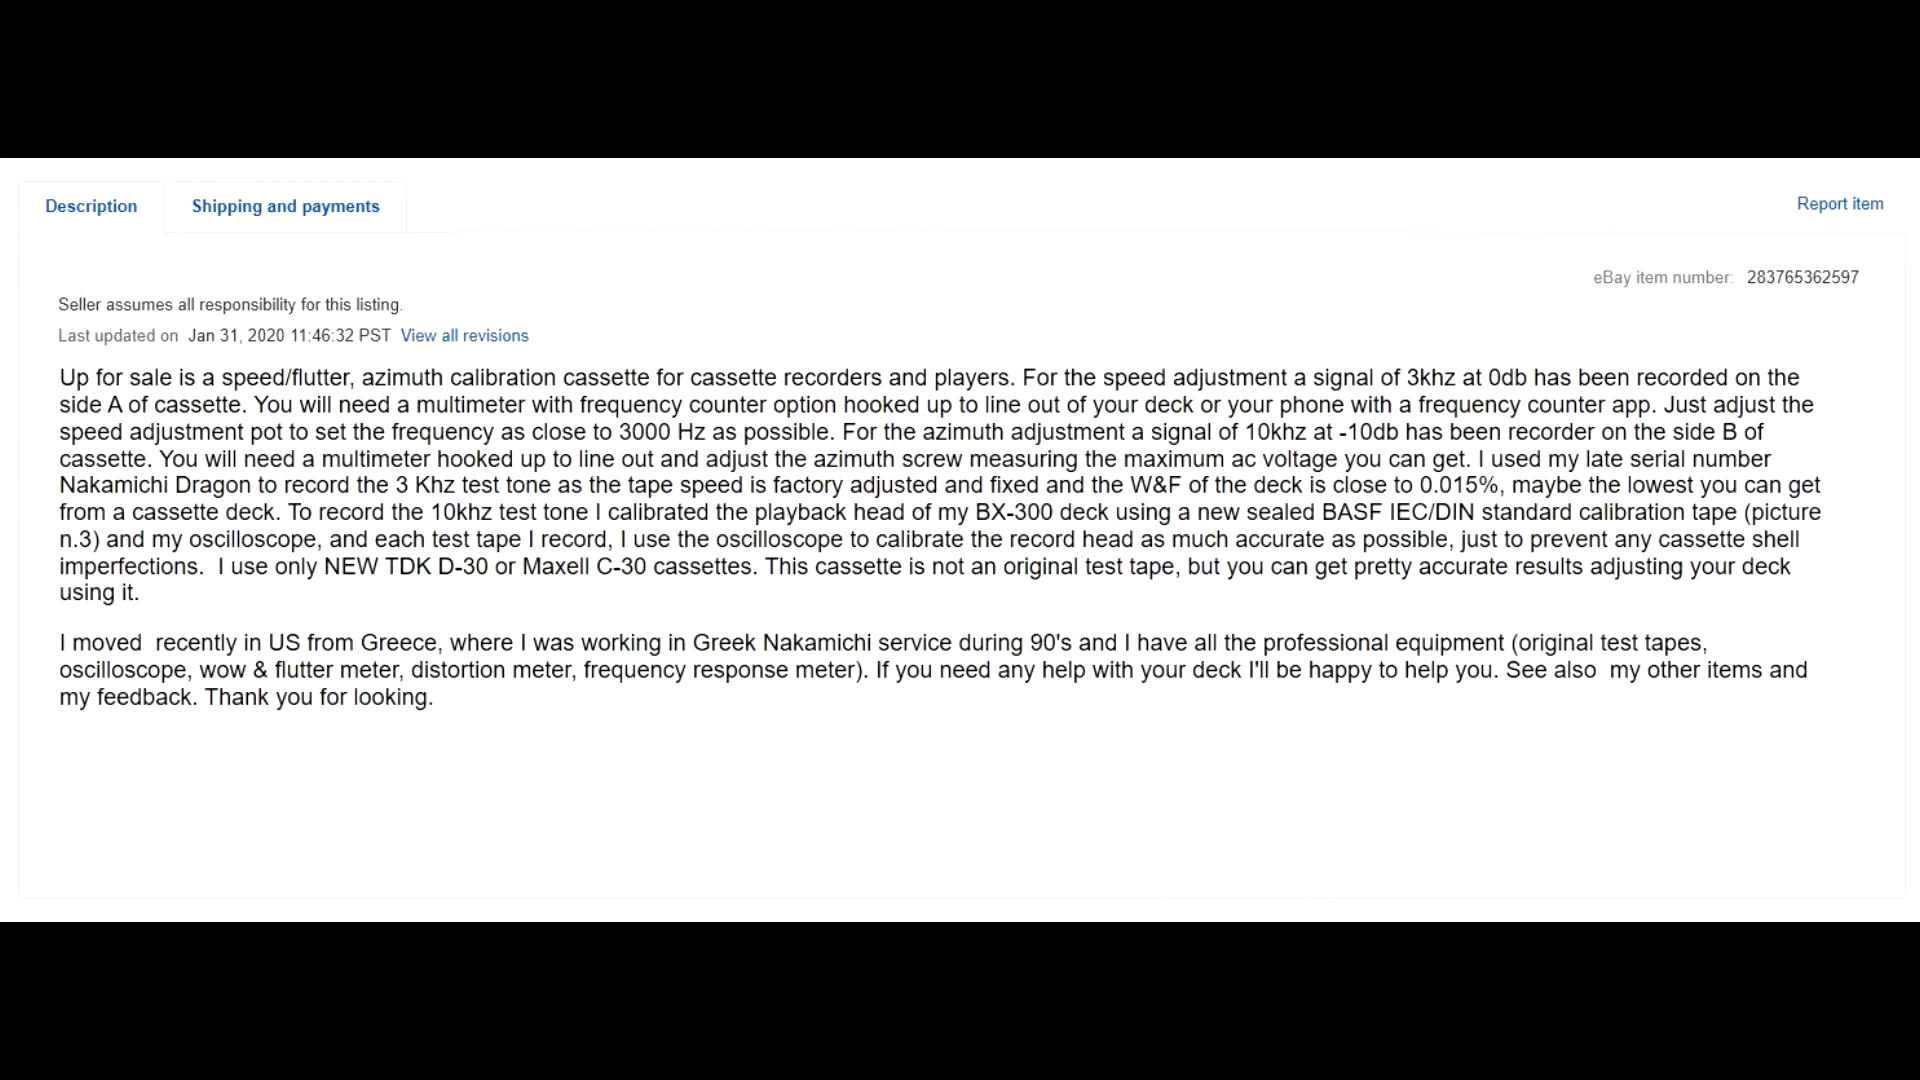 Description
Shipping and payments
Report item
eBay item number: 283765362597
Seller assumes all responsibility for this listing.
Last updated on Jan 31, 2020 11:46:32 PST View all revisions
Up for sale is a speed/flutter, azimuth calibration cassette for cassette recorders and players. For the speed adjustment a signal of 3khz at 0db has been recorded on the
side A of cassette. You will need a multimeter with frequency counter option hooked up to line out of your deck or your phone with a frequency counter app. Just adjust the
speed adjustment pot to set the frequency as close to 3000 Hz as possible. For the azimuth adjustment a signal of 10khz at -10db has been recorder on the side B of
cassette. You will need a multimeter hooked up to line out and adjust the azimuth screw measuring the maximum ac voltage you can get. I used my late serial number
Nakamichi Dragon to record the 3 Khz test tone as the tape speed is factory adjusted and fixed and the W&F of the deck is close to 0.015%, maybe the lowest you can get
from a cassette deck. To record the 10khz test tone I calibrated the playback head of my BX-300 deck using a new sealed BASF IEC/DIN standard calibration tape (picture
n.3) and my oscilloscope, and each test tape I record, I use the oscilloscope to calibrate the record head as much accurate as possible, just to prevent any cassette shell
imperfections.  I use only NEW TDK D-30 or Maxell C-30 cassettes. This cassette is not an original test tape, but you can get pretty accurate results adjusting your deck
using it.
I moved  recently in US from Greece, where I was working in Greek Nakamichi service during 90's and I have all the professional equipment (original test tapes,
oscilloscope, wow & flutter meter, distortion meter, frequency response meter). If you need any help with your deck I'll be happy to help you. See also  my other items and
my feedback. Thank you for looking.